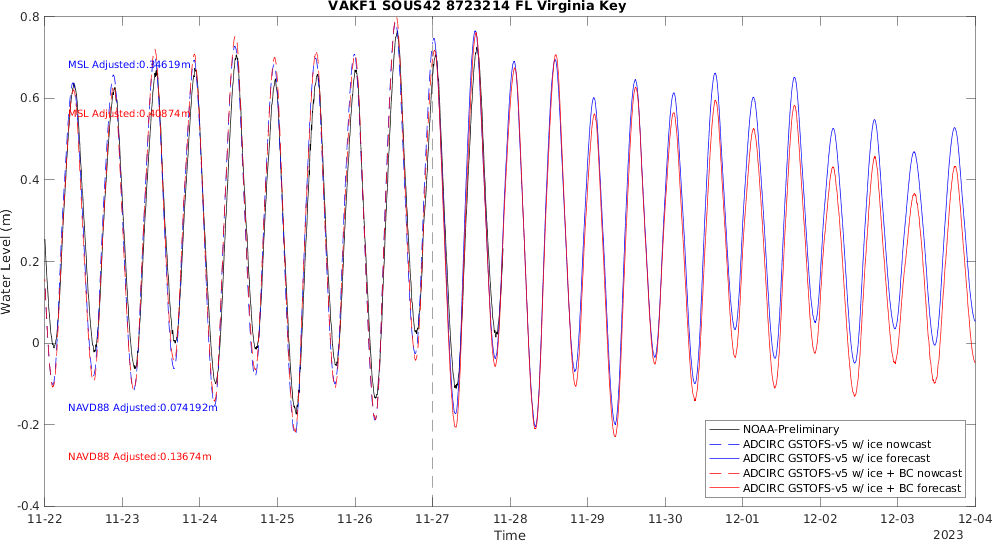 VAKF1 SOUS42 8723214 FL Virginia Key
Water Level (m)
0.8
0.6
0.4
0.2
0
-0.2
-0.4
MSL Adjusted:0.34619m
MSL Adjusted:0.40874m
NAVD88 Adjusted:0.074192m
NAVD88 Adjusted:0.13674m
NOAA-Preliminary
ADCIRC GSTOFS-v5 w/ ice nowcast
ADCIRC GSTOFS-v5 w/ ice forecast
ADCIRC GSTOFS-v5 w/ ice + BC nowcast
ADCIRC GSTOFS-v5 w/ ice + BC forecast
11-22 11-23 11-24 11-25 11-26 11-27 11-28 11-29 11-30 12-01 12-02 12-03 12-04
Time
2023